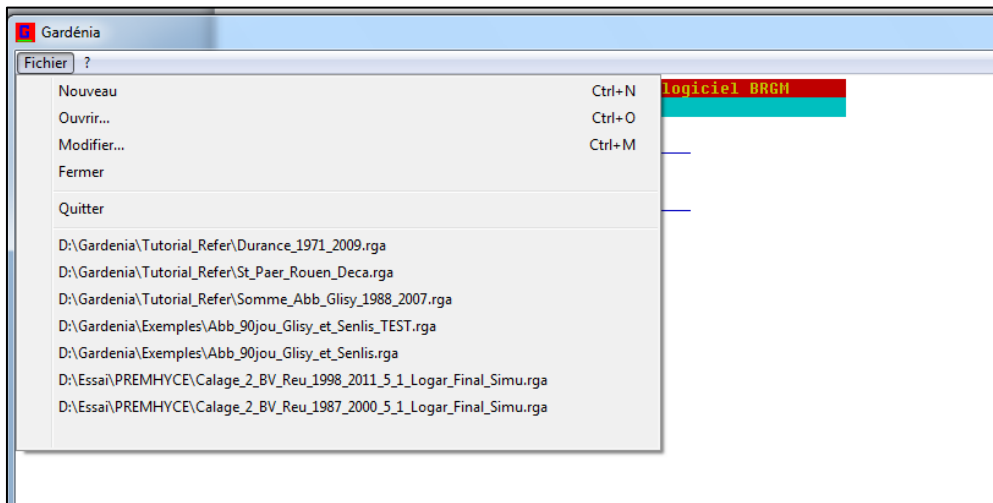 Gardénia
Fichier ?
Nouveau Ctrl+N
logiciel BRGM
Ouvrir... Ctrl+O
Modifier... Ctrl+M
Fermer
Quitter
D:\Gardenia\Tutorial_Refer\Durance_1971_2009.rga
D:\Gardenia\Tutorial_Refer\St_Paer_Rouen_Deca.rga
D:\Gardenia\Tutorial_Refer\Somme_Abb_Glisy_1988_2007.rga
D:\Gardenia\Exemples\Abb_90jou_Glisy_et_Senlis_TEST.rga
D:\Gardenia\Exemples\Abb_90jou_Glisy_et_Senlis.rga
D:\Essai\PREMHYCE\Calage_2_BV_Reu_1998_2011_5_1_Logar_Final_Simu.rga
D:\Essai\PREMHYCE\Calage_2_BV_Reu_1987_2000_5_1_Logar_Final_Simu.rga